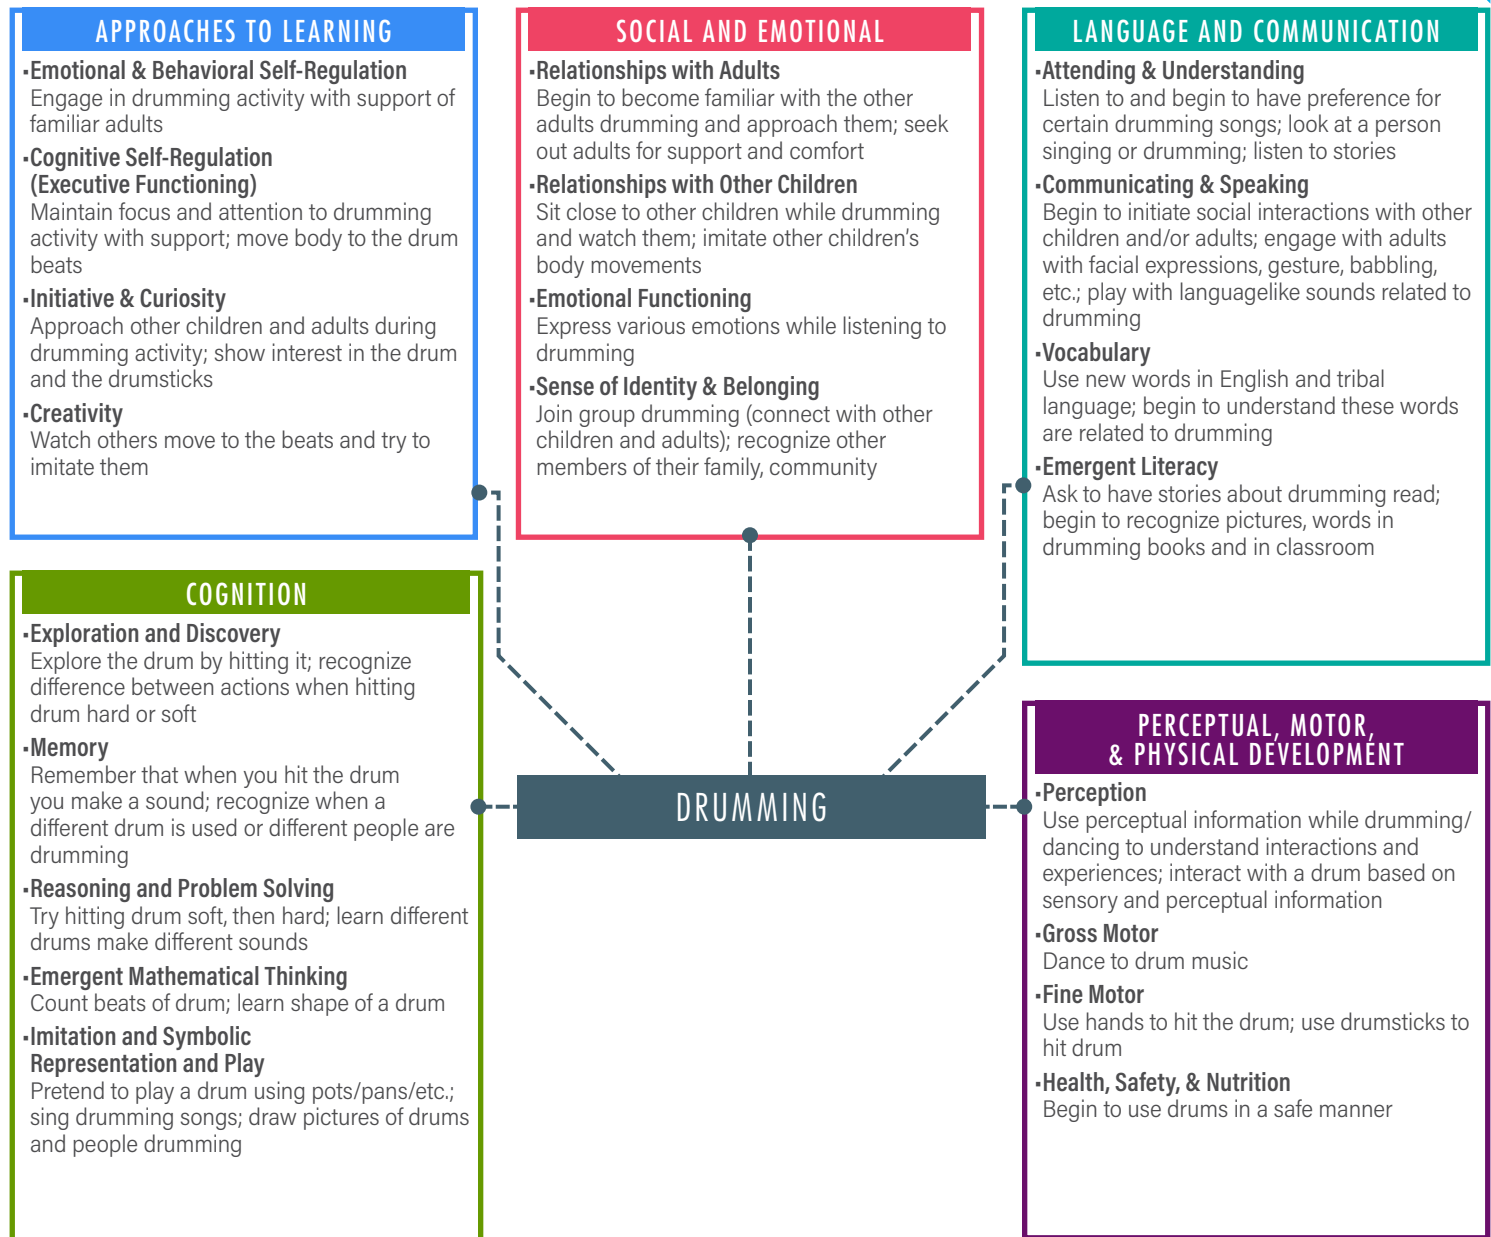 APPROACHES TO LEARNING
▪Emotional & Behavioral Self-Regulation
Engage in drumming activity with support of
familiar adults
▪Cognitive Self-Regulation
(Executive Functioning)
Maintain focus and attention to drumming
activity with support; move body to the drum
beats
▪Initiative & Curiosity
Approach other children and adults during
drumming activity; show interest in the drum
and the drumsticks
▪Creativity
Watch others move to the beats and try to
imitate them
SOCIAL AND EMOTIONAL
▪Relationships with Adults
Begin to become familiar with the other
adults drumming and approach them; seek
out adults for support and comfort
▪Relationships with Other Children
Sit close to other children while drumming
and watch them; imitate other children’s
body movements
▪Emotional Functioning
Express various emotions while listening to
drumming
▪Sense of Identity & Belonging
Join group drumming (connect with other
children and adults); recognize other
members of their family, community
LANGUAGE AND COMMUNICATION
▪Attending & Understanding
Listen to and begin to have preference for
certain drumming songs; look at a person
singing or drumming; listen to stories
▪Communicating & Speaking
Begin to initiate social interactions with other
children and/or adults; engage with adults
with facial expressions, gesture, babbling,
etc.; play with languagelike sounds related to
drumming
▪Vocabulary
Use new words in English and tribal
language; begin to understand these words
are related to drumming
▪Emergent Literacy
Ask to have stories about drumming read;
begin to recognize pictures, words in
drumming books and in classroom
COGNITION
▪Exploration and Discovery
Explore the drum by hitting it; recognize
difference between actions when hitting
drum hard or soft
▪Memory
Remember that when you hit the drum
you make a sound; recognize when a
different drum is used or different people are
drumming
▪Reasoning and Problem Solving
Try hitting drum soft, then hard; learn different
drums make different sounds
▪Emergent Mathematical Thinking
Count beats of drum; learn shape of a drum
▪Imitation and Symbolic
Representation and Play
Pretend to play a drum using pots/pans/etc.;
sing drumming songs; draw pictures of drums
and people drumming
DRUMMING
PERCEPTUAL, MOTOR,
& PHYSICAL DEVELOPMENT
▪Perception
Use perceptual information while drumming/
dancing to understand interactions and
experiences; interact with a drum based on
sensory and perceptual information
▪Gross Motor
Dance to drum music
▪Fine Motor
Use hands to hit the drum; use drumsticks to
hit drum
▪Health, Safety, & Nutrition
Begin to use drums in a safe manner